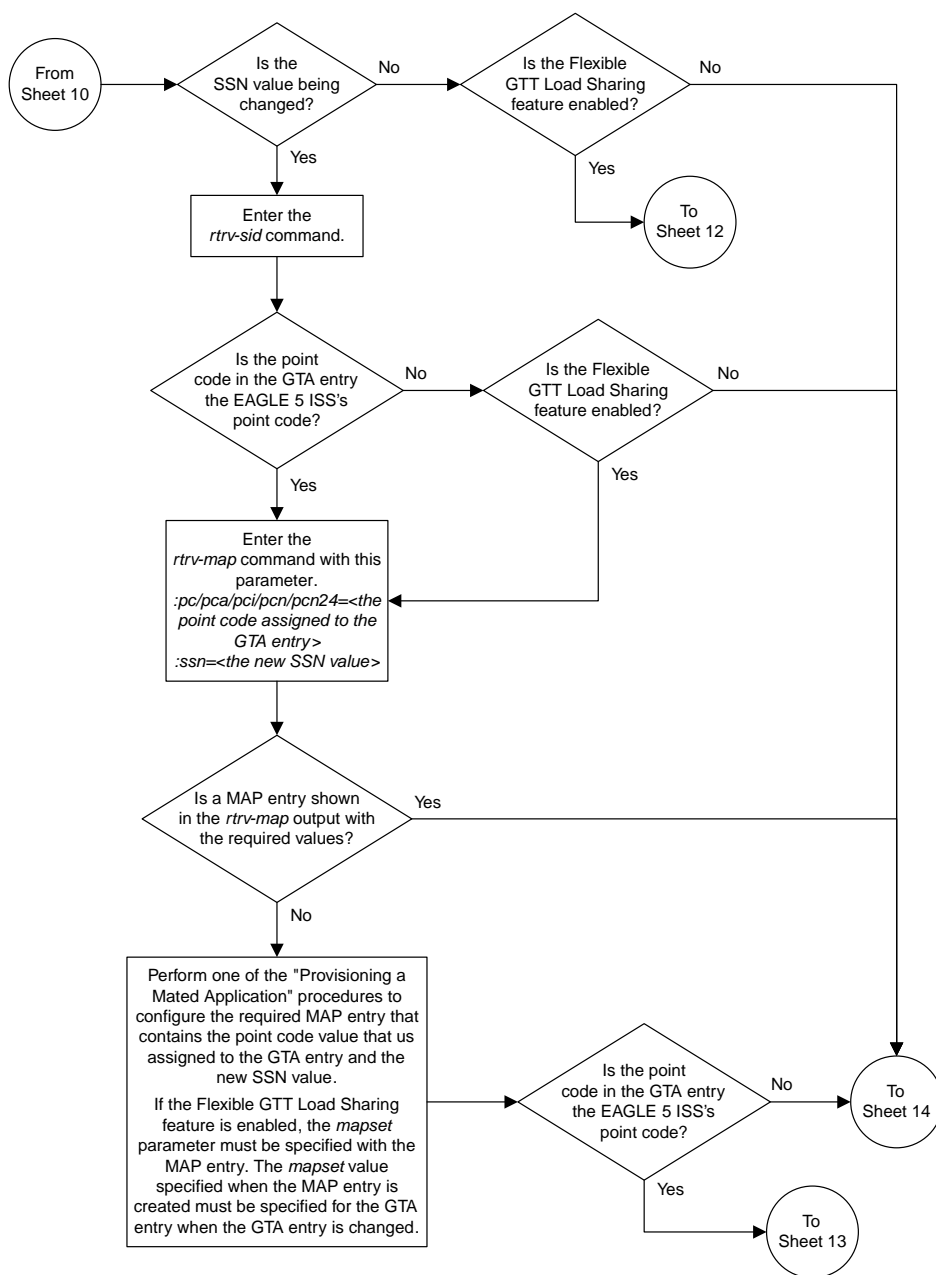 From
Sheet 10
Is the
SSN value being
changed?
No
Is the Flexible
GTT Load Sharing
feature enabled?
No
Yes
Yes
Enter the
rtrv-sid command.
To
Sheet 12
Is the point
code in the GTA entry
the EAGLE 5 ISS's
point code?
No
Is the Flexible
GTT Load Sharing
feature enabled?
No
Yes
Yes
Enter the
rtrv-map command with this
parameter.
:pc/pca/pci/pcn/pcn24=<the
point code assigned to the
GTA entry>
:ssn=<the new SSN value>
Is a MAP entry shown
in the rtrv-map output with
the required values?
Yes
No
Perform one of the "Provisioning a
Mated Application" procedures to
configure the required MAP entry that
contains the point code value that us
assigned to the GTA entry and the
new SSN value.
If the Flexible GTT Load Sharing
feature is enabled, the mapset
parameter must be specified with the
MAP entry. The mapset value
specified when the MAP entry is
created must be specified for the GTA
entry when the GTA entry is changed.
Is the point
code in the GTA entry
the EAGLE 5 ISS's
point code?
No
To
Sheet 14
Yes
To
Sheet 13